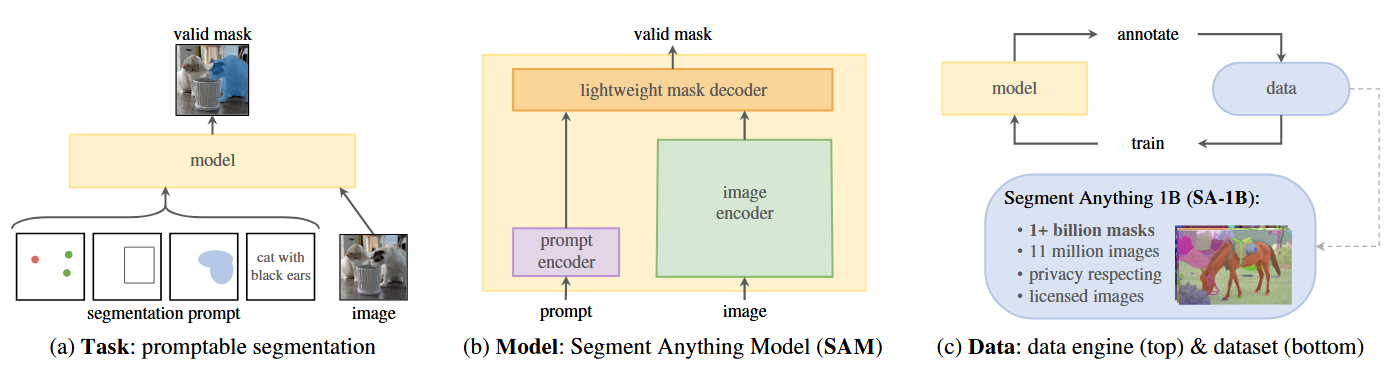 valid mask
model
cat with
black ears
segmentation prompt
image
(a) Task: promptable segmentation
valid mask
lightweight mask decoder
image
encoder
prompt
encoder
prompt
image
(b) Model: Segment Anything Model (SAM)
annotate
model
data
train
Segment Anything 1B (SA-1B):
• 1+ billion masks
• 11 million images
• privacy respecting
• licensed images
(c) Data: data engine (top) & dataset (bottom)